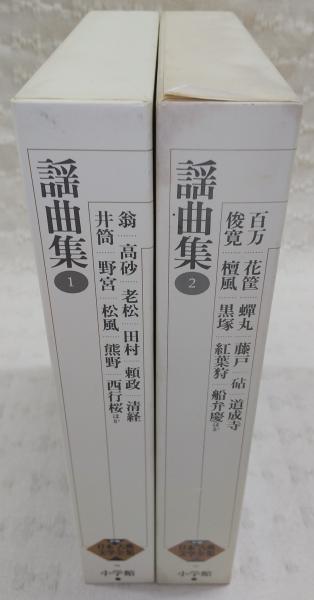 謡曲集
1
翁 高砂 老松 田村 頼政 清経
井筒 野宮 松風 熊野 西行桜ほか
小学館
謡曲集
2
百万 花筐 蟬丸 藤戸 砧 道成寺
俊寛 檀風 黒塚 紅葉狩 船弁慶ほか
小学館